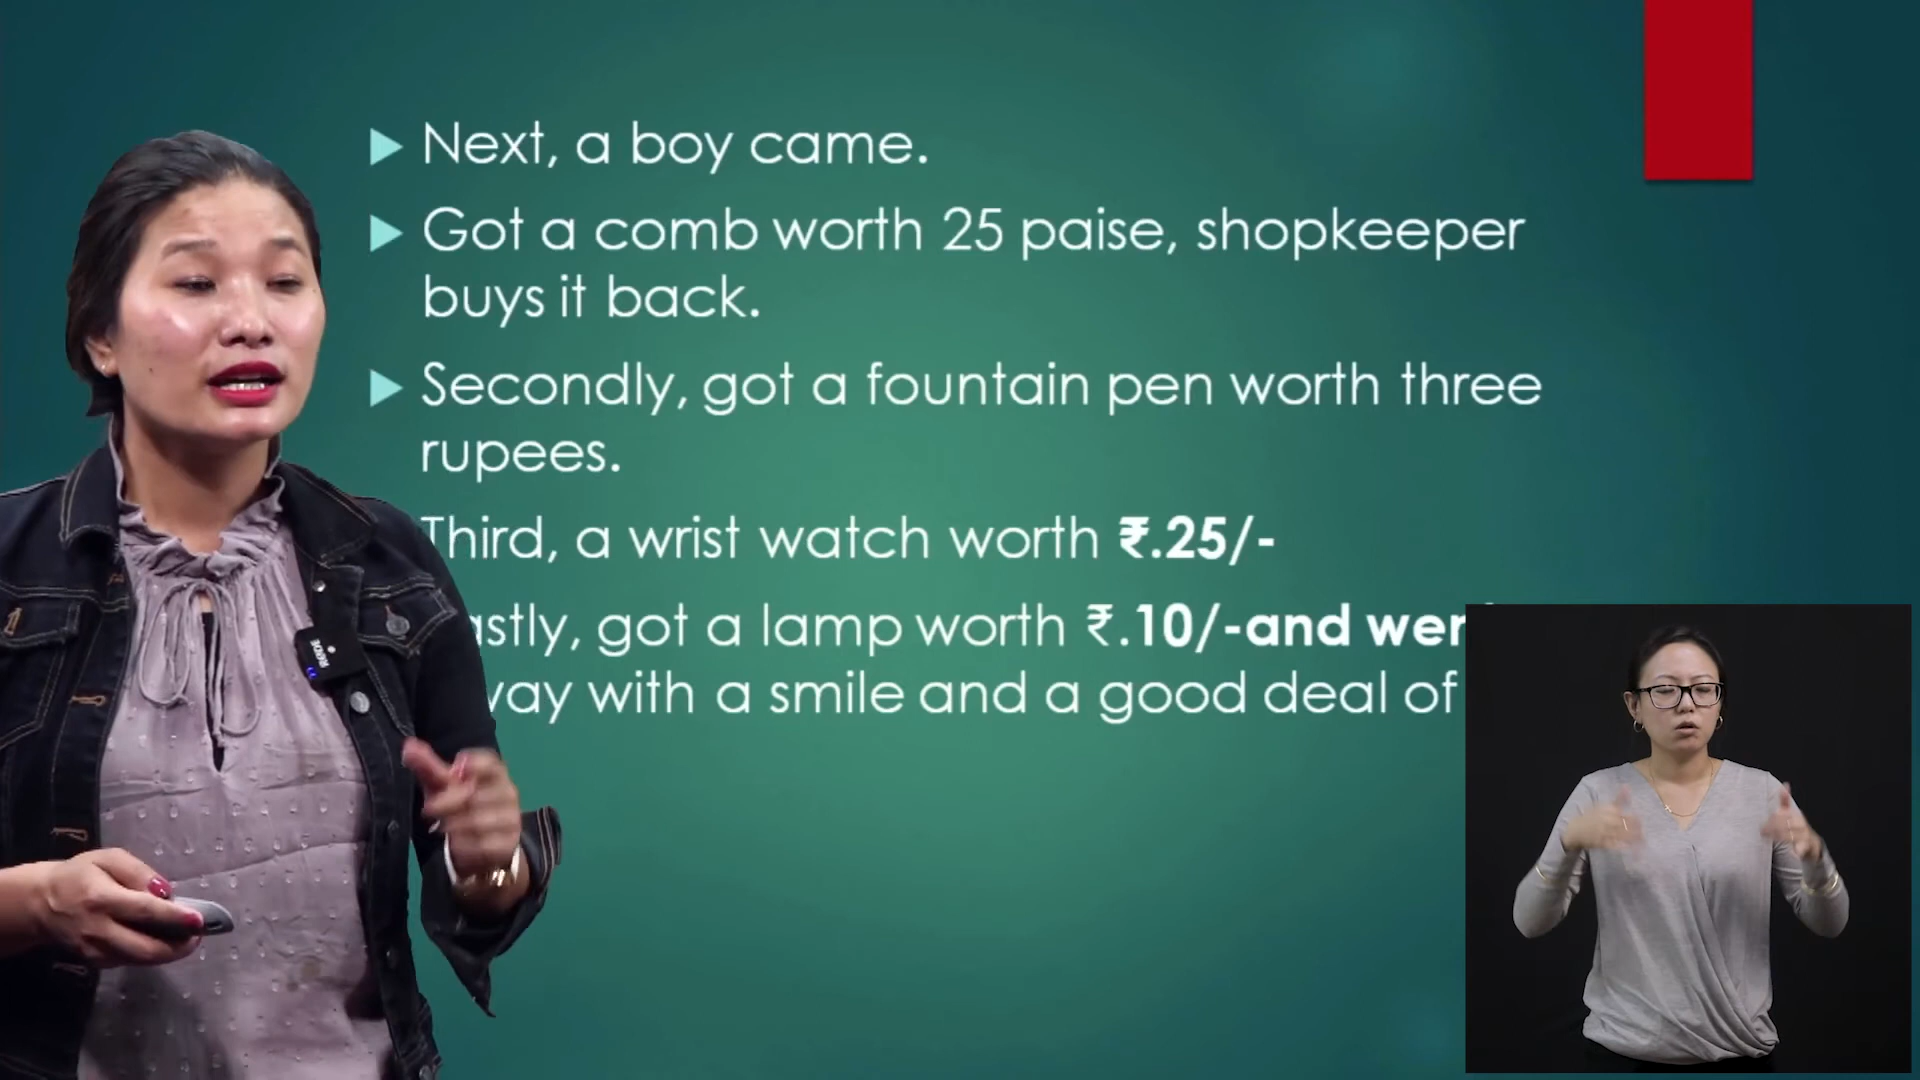 Next, a boy came.
Got a comb worth 25 paise, shopkeeper
buys it back.
Secondly, got a fountain pen worth three
rupees.
Third, a wrist watch worth ₹.25/-
got a lamp worth ₹.10/-and
with a smile and a good deal of
RØDE